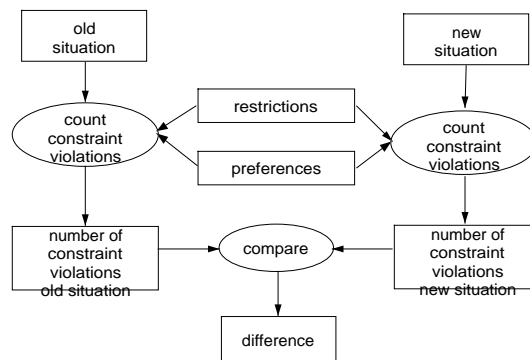 old
situation
new
situation
restrictions
count
constraint
violations
count
constraint
violations
preferences
number of
constraint
violations
old situation
compare
number of
constraint
violations
new situation
difference